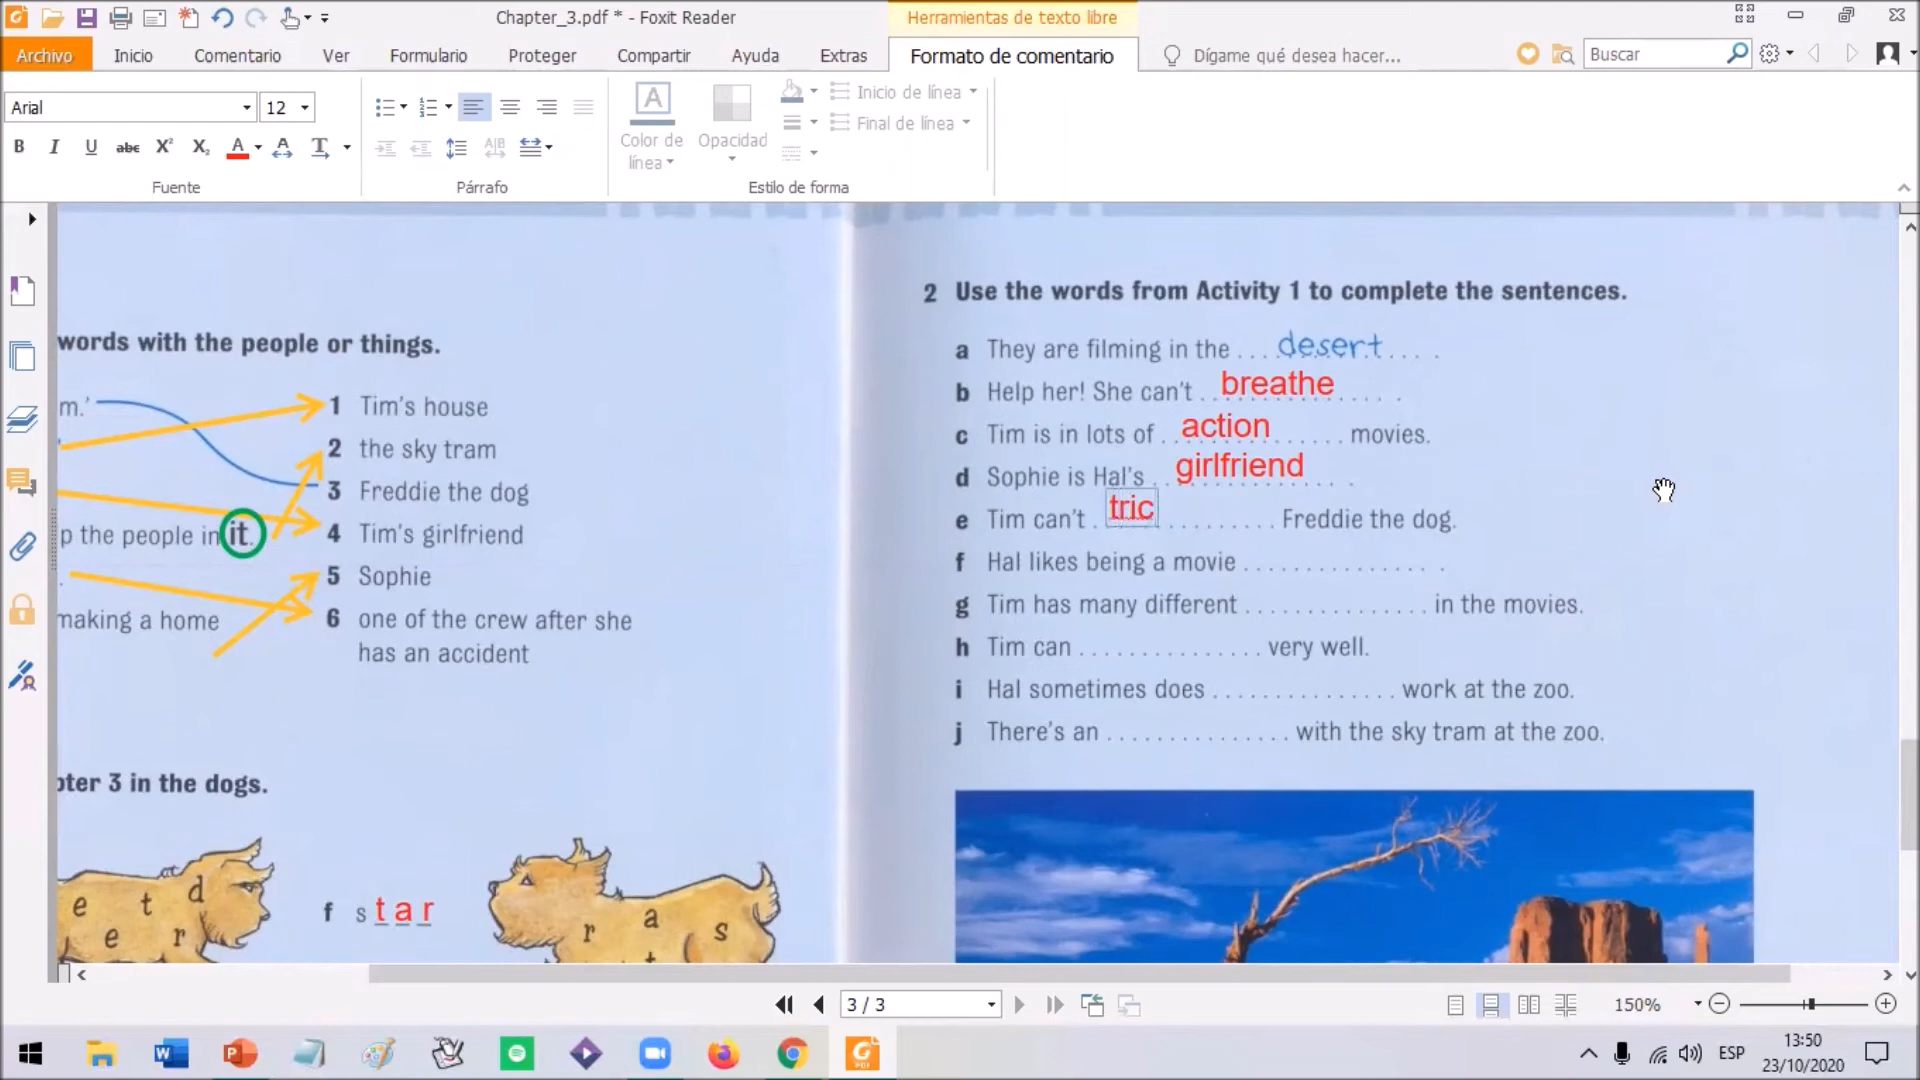 Chapter_3.pdf * - Foxit Reader
Herramientas de texto libre
Archivo
Inicio
Comentario
Ver
Formulario
Proteger
Compartir
Ayuda
Extras
Formato de comentario
Dígame qué desea hacer...
Buscar
Arial
12
Inicio de línea
Final de línea
Color de línea
Opacidad
Fuente
Párrafo
Estilo de forma
words with the people or things.
m.'
1 Tim's house
2 the sky tram
3 Freddie the dog
p the people in it.
4 Tim's girlfriend
5 Sophie
making a home
6 one of the crew after she
has an accident
pter 3 in the dogs.
e t d
e r
f s t a r
r a s
2 Use the words from Activity 1 to complete the sentences.
a They are filming in the .... desert ....
b Help her! She can't breathe
c Tim is in lots of action movies.
d Sophie is Hal's girlfriend
e Tim can't tric Freddie the dog.
f Hal likes being a movie ................
g Tim has many different ............... in the movies.
h Tim can ............... very well.
i Hal sometimes does ............... work at the zoo.
j There's an ............... with the sky tram at the zoo.
3 / 3
150%
ESP
13:50
23/10/2020